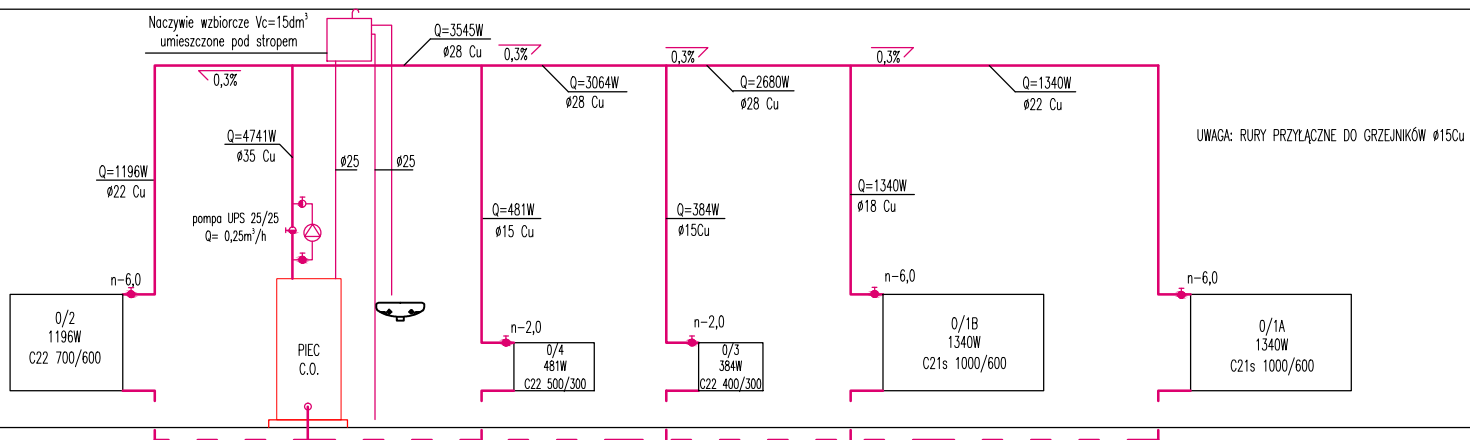 Naczywie wzbiorcze Vc=15dm³
umieszczone pod stropem
Q=3545W
ø28 Cu
0,3%
0,3%
0,3%
0,3%
Q=3064W
ø28 Cu
Q=2680W
ø28 Cu
Q=1340W
ø22 Cu
UWAGA: RURY PRZYŁĄCZNE DO GRZEJNIKÓW ø15Cu
Q=4741W
ø35 Cu
ø25
ø25
Q=1196W
ø22 Cu
Q=481W
ø15 Cu
Q=384W
ø15Cu
Q=1340W
ø18 Cu
pompa UPS 25/25
Q= 0,25m³/h
n-6,0
n-2,0
n-2,0
n-6,0
n-6,0
0/2
1196W
C22 700/600
PIEC
C.O.
0/4
481W
C22 500/300
0/3
384W
C22 400/300
0/1B
1340W
C21s 1000/600
0/1A
1340W
C21s 1000/600